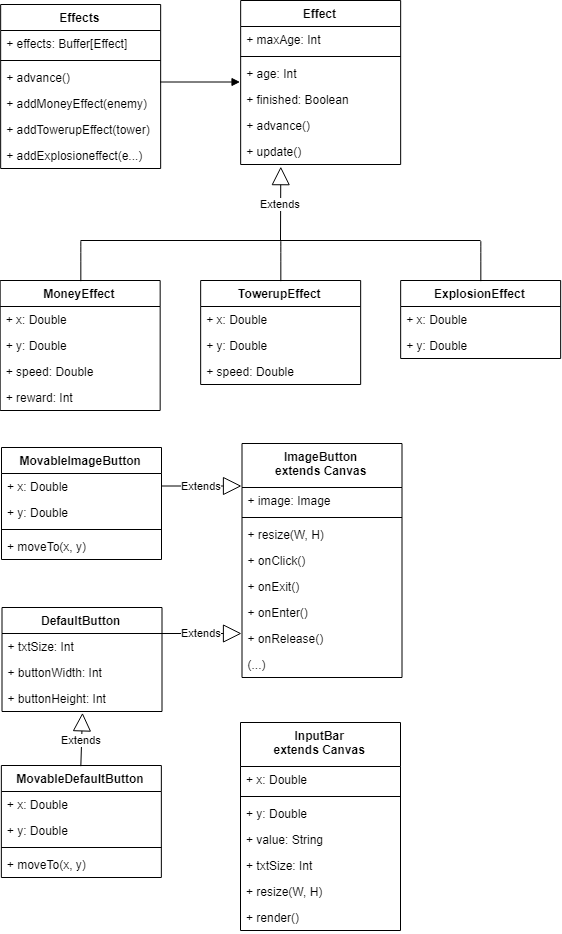 Effects
+ effects: Buffer[Effect]
+ advance()
+ addMoneyEffect(enemy)
+ addTowerupEffect(tower)
+ addExplosioneffect(e...)
Effect
+ maxAge: Int
+ age: Int
+ finished: Boolean
+ advance()
+ update()
Extends
MoneyEffect
+ x: Double
+ y: Double
+ speed: Double
+ reward: Int
TowerupEffect
+ x: Double
+ y: Double
+ speed: Double
ExplosionEffect
+ x: Double
+ y: Double
MovableImageButton
+ x: Double
+ y: Double
+ moveTo(x, y)
Extends
ImageButton
extends Canvas
+ image: Image
+ resize(W, H)
+ onClick()
+ onExit()
+ onEnter()
+ onRelease()
(...)
DefaultButton
+ txtSize: Int
+ buttonWidth: Int
+ buttonHeight: Int
Extends
Extends
MovableDefaultButton
+ x: Double
+ y: Double
+ moveTo(x, y)
InputBar
extends Canvas
+ x: Double
+ y: Double
+ value: String
+ txtSize: Int
+ resize(W, H)
+ render()